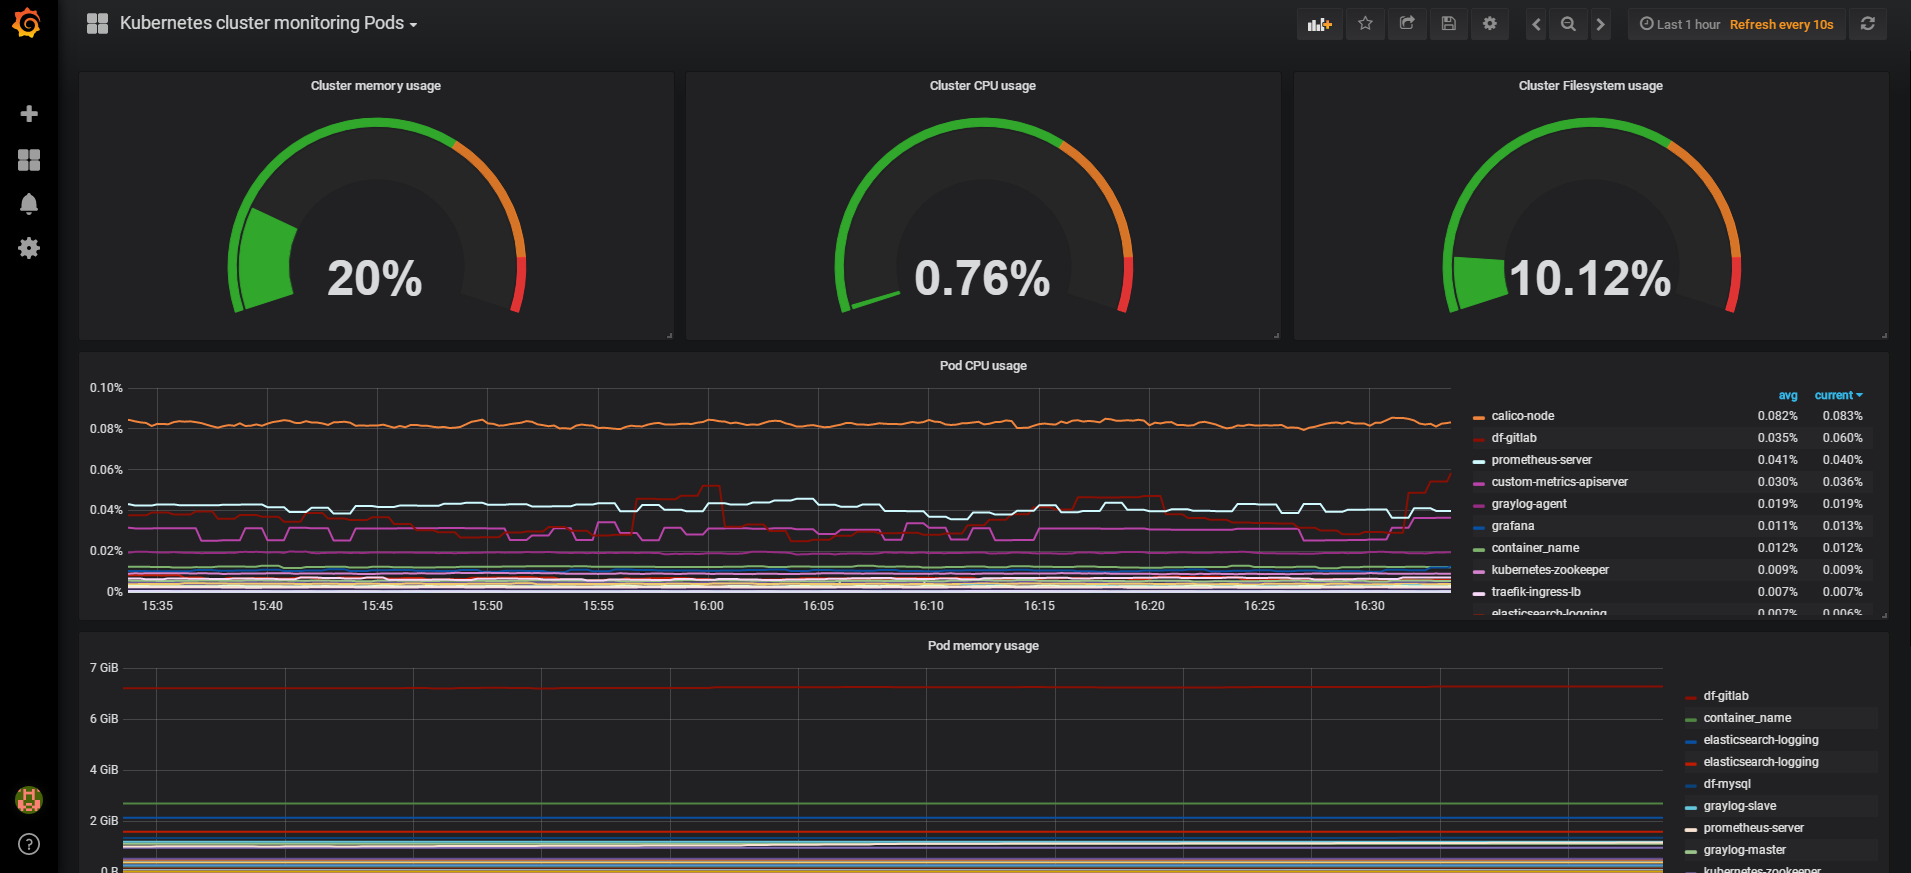 Kubernetes cluster monitoring Pods
Last 1 hour Refresh every 10s
Cluster memory usage
20%
Cluster CPU usage
0.76%
Cluster Filesystem usage
10.12%
Pod CPU usage
0.10%
0.08%
0.06%
0.04%
0.02%
0%
15:35 15:40 15:45 15:50 15:55 16:00 16:05 16:10 16:15 16:20 16:25 16:30
avg current
calico-node 0.082% 0.083%
df-gitlab 0.035% 0.060%
prometheus-server 0.041% 0.040%
custom-metrics-apiserver 0.030% 0.036%
graylog-agent 0.019% 0.019%
grafana 0.011% 0.013%
container_name 0.012% 0.012%
kubernetes-zookeeper 0.009% 0.009%
traefik-ingress-lb 0.007% 0.007%
elasticsearch-logging 0.007% 0.006%
Pod memory usage
7 GiB
6 GiB
4 GiB
2 GiB
0 B
df-gitlab
container_name
elasticsearch-logging
elasticsearch-logging
df-mysql
graylog-slave
prometheus-server
graylog-master
kubernetes-zookeeper